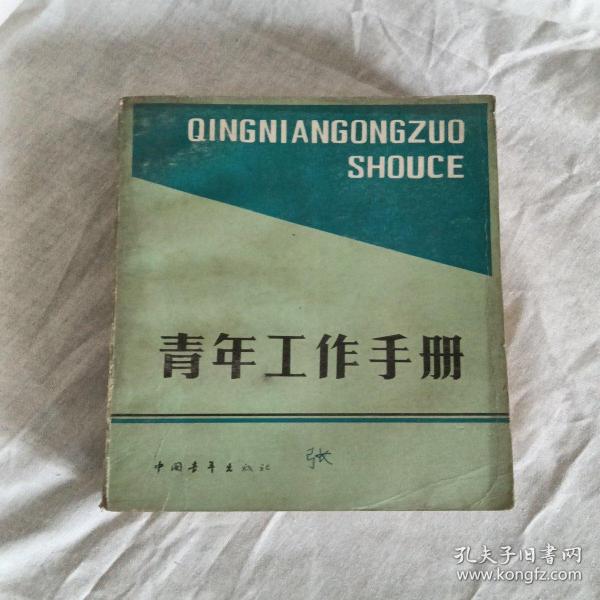 QINGNIANGONGZUO
SHOUCE
青年工作手册
中国青年出版社
张
孔夫子旧书网
www.kongfz.com